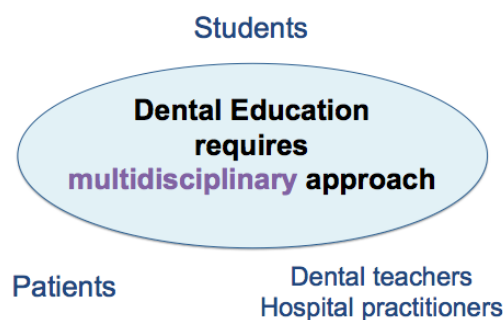 Students
Dental Education
requires
multidisciplinary approach
Patients
Dental teachers
Hospital practitioners